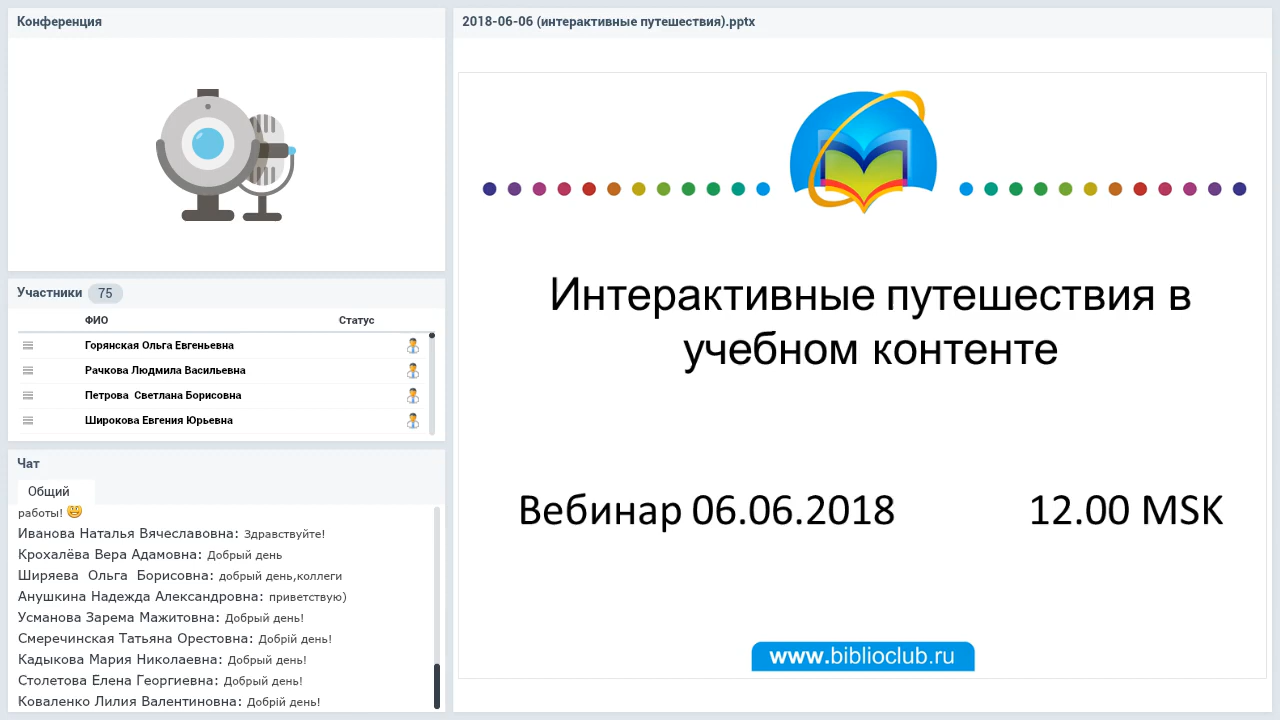 Конференция
Участники 75
ФИО Статус
Горянская Ольга Евгеньевна
Рачкова Людмила Васильевна
Петрова  Светлана Борисовна
Широкова Евгения Юрьевна
Чат
Общий
работы!
Иванова Наталья Вячеславовна: Здравствуйте!
Крохалёва Вера Адамовна: Добрый день
Ширяева  Ольга  Борисовна: добрый день,коллеги
Анушкина Надежда Александровна: приветствую)
Усманова Зарема Мажитовна: Добрый день!
Смеречинская Татьяна Орестовна: Добрій день!
Кадыкова Мария Николаевна: Добрый день!
Столетова Елена Георгиевна: Добрый день!
Коваленко Лилия Валентиновна: Добрій день!
2018-06-06 (интерактивные путешествия).pptx
Интерактивные путешествия в
учебном контенте
Вебинар 06.06.2018 12.00 MSK
www.biblioclub.ru